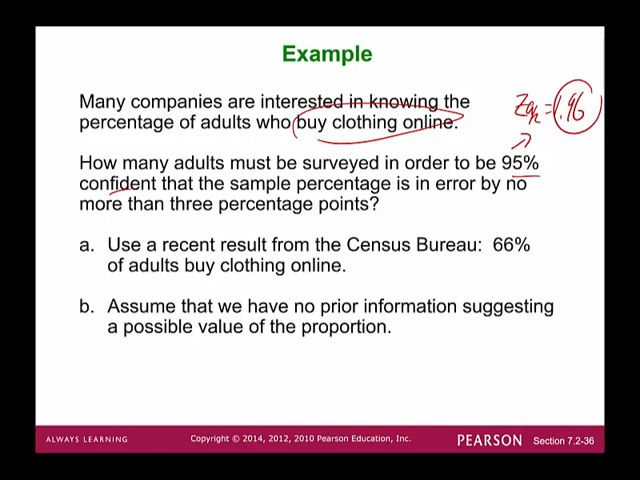 Example
Many companies are interested in knowing the
percentage of adults who buy clothing online.
Zα/2 = 1.96
How many adults must be surveyed in order to be 95%
confident that the sample percentage is in error by no
more than three percentage points?
a. Use a recent result from the Census Bureau: 66%
of adults buy clothing online.
b. Assume that we have no prior information suggesting
a possible value of the proportion.
ALWAYS LEARNING
Copyright © 2014, 2012, 2010 Pearson Education, Inc.
PEARSON
Section 7.2-36